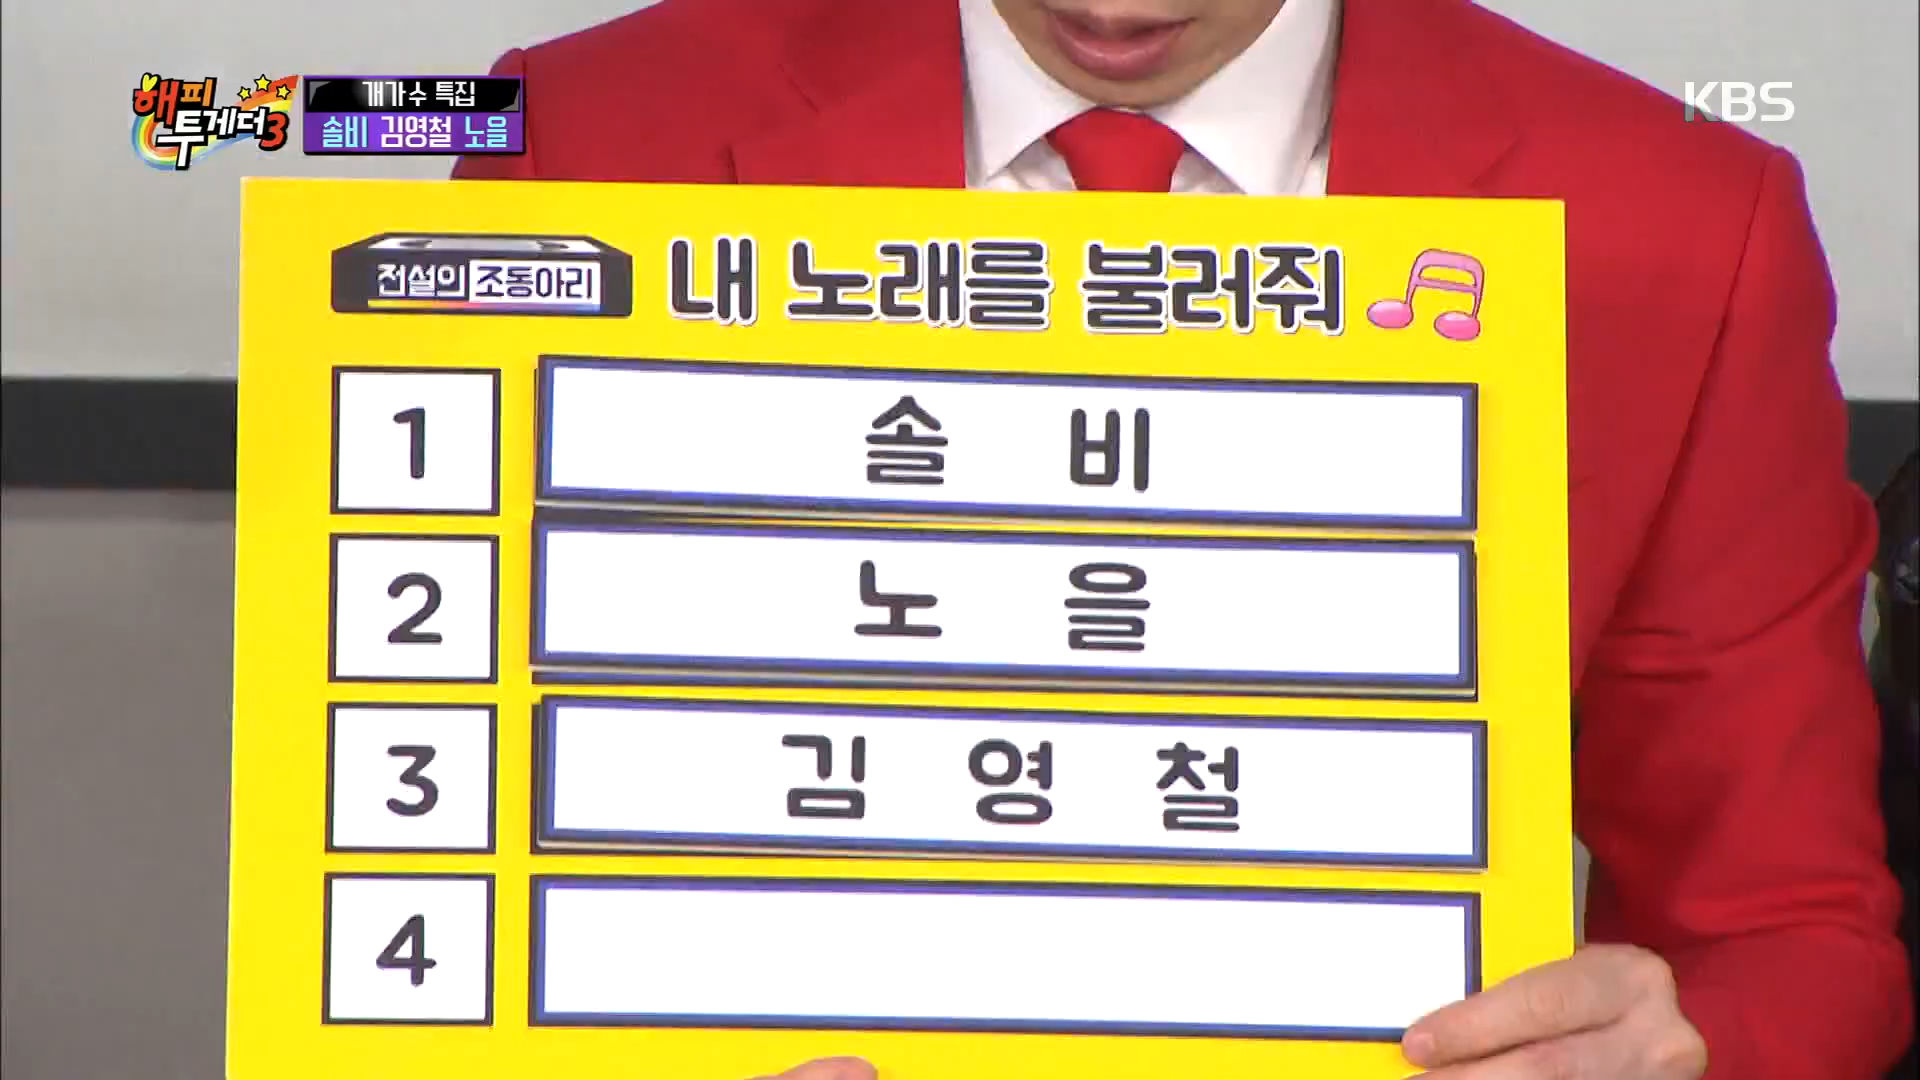 해피투게더3
개가수 특집
솔비 김영철 노을
KBS
전설의 조동아리
내 노래를 불러줘
1 솔비
2 노을
3 김영철
4